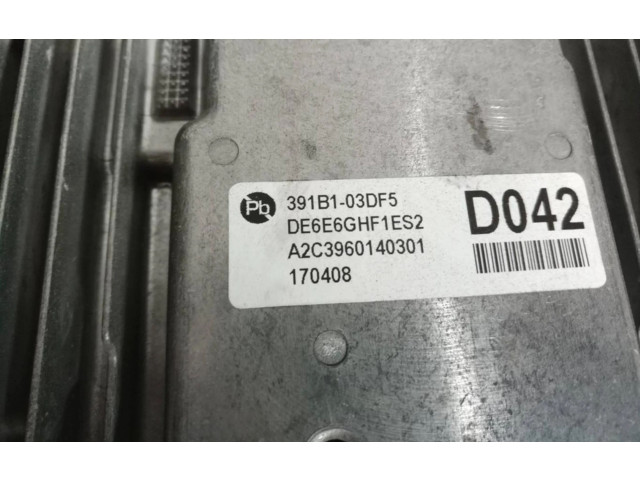 Pb
391B1-03DF5
DE6E6GHF1ES2
A2C3960140301
170408
D042